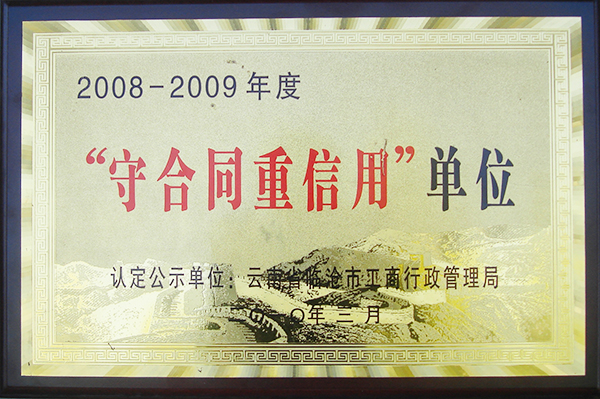 2008-2009年度
“守合同重信用”单位
认定公示单位：云南省临沧市工商行政管理局
〇年三月